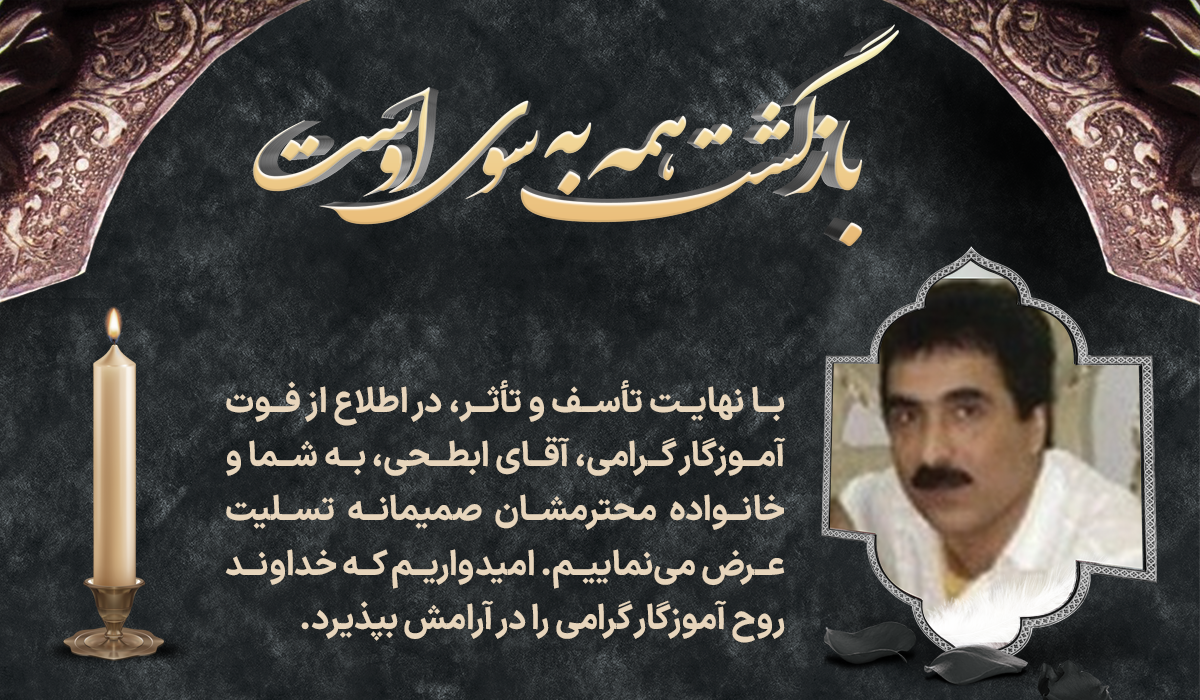 بازگشت همه به سوی اوست
با نهایت تأسف و تأثر، در اطلاع از فوت
آموزگار گرامی، آقای ابطحی، به شما و
خانواده محترمشان صمیمانه تسلیت
عرض می‌نماییم. امیدواریم که خداوند
روح آموزگار گرامی را در آرامش بپذیرد.